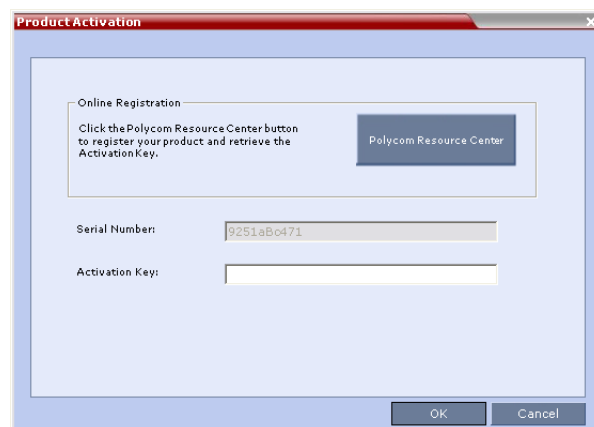 Product Activation
Online Registration
Click the Polycom Resource Center button
to register your product and retrieve the
Activation Key.
Polycom Resource Center
Serial Number:
9251aBc471
Activation Key:
OK
Cancel